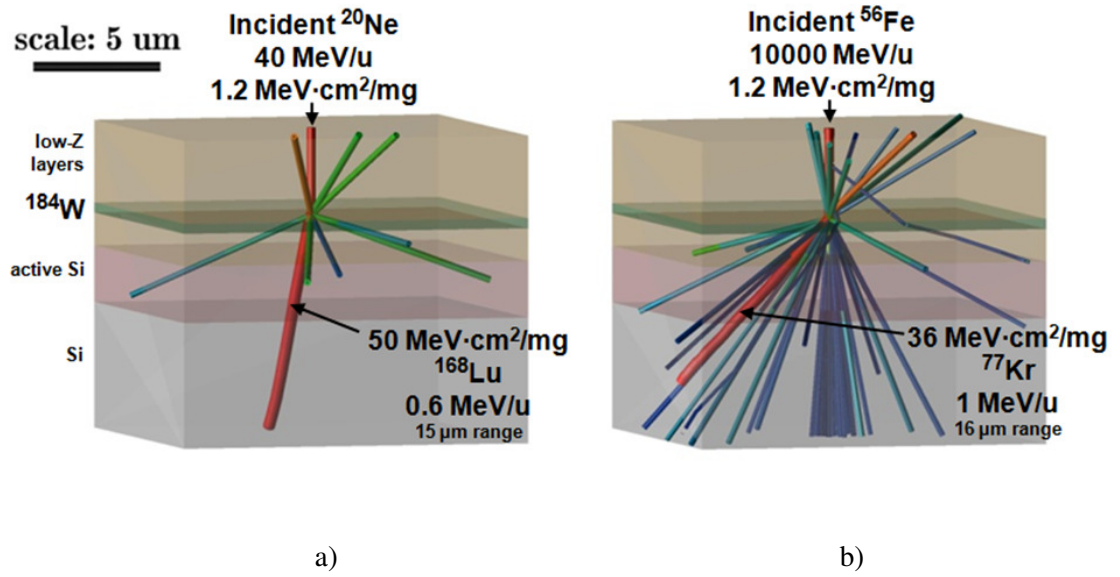 scale: 5 um
Incident ²⁰Ne
40 MeV/u
1.2 MeV·cm²/mg
low-Z
layers
¹⁸⁴W
active Si
Si
50 MeV·cm²/mg
¹⁶⁸Lu
0.6 MeV/u
15 µm range
a)
Incident ⁵⁶Fe
10000 MeV/u
1.2 MeV·cm²/mg
36 MeV·cm²/mg
⁷⁷Kr
1 MeV/u
16 µm range
b)